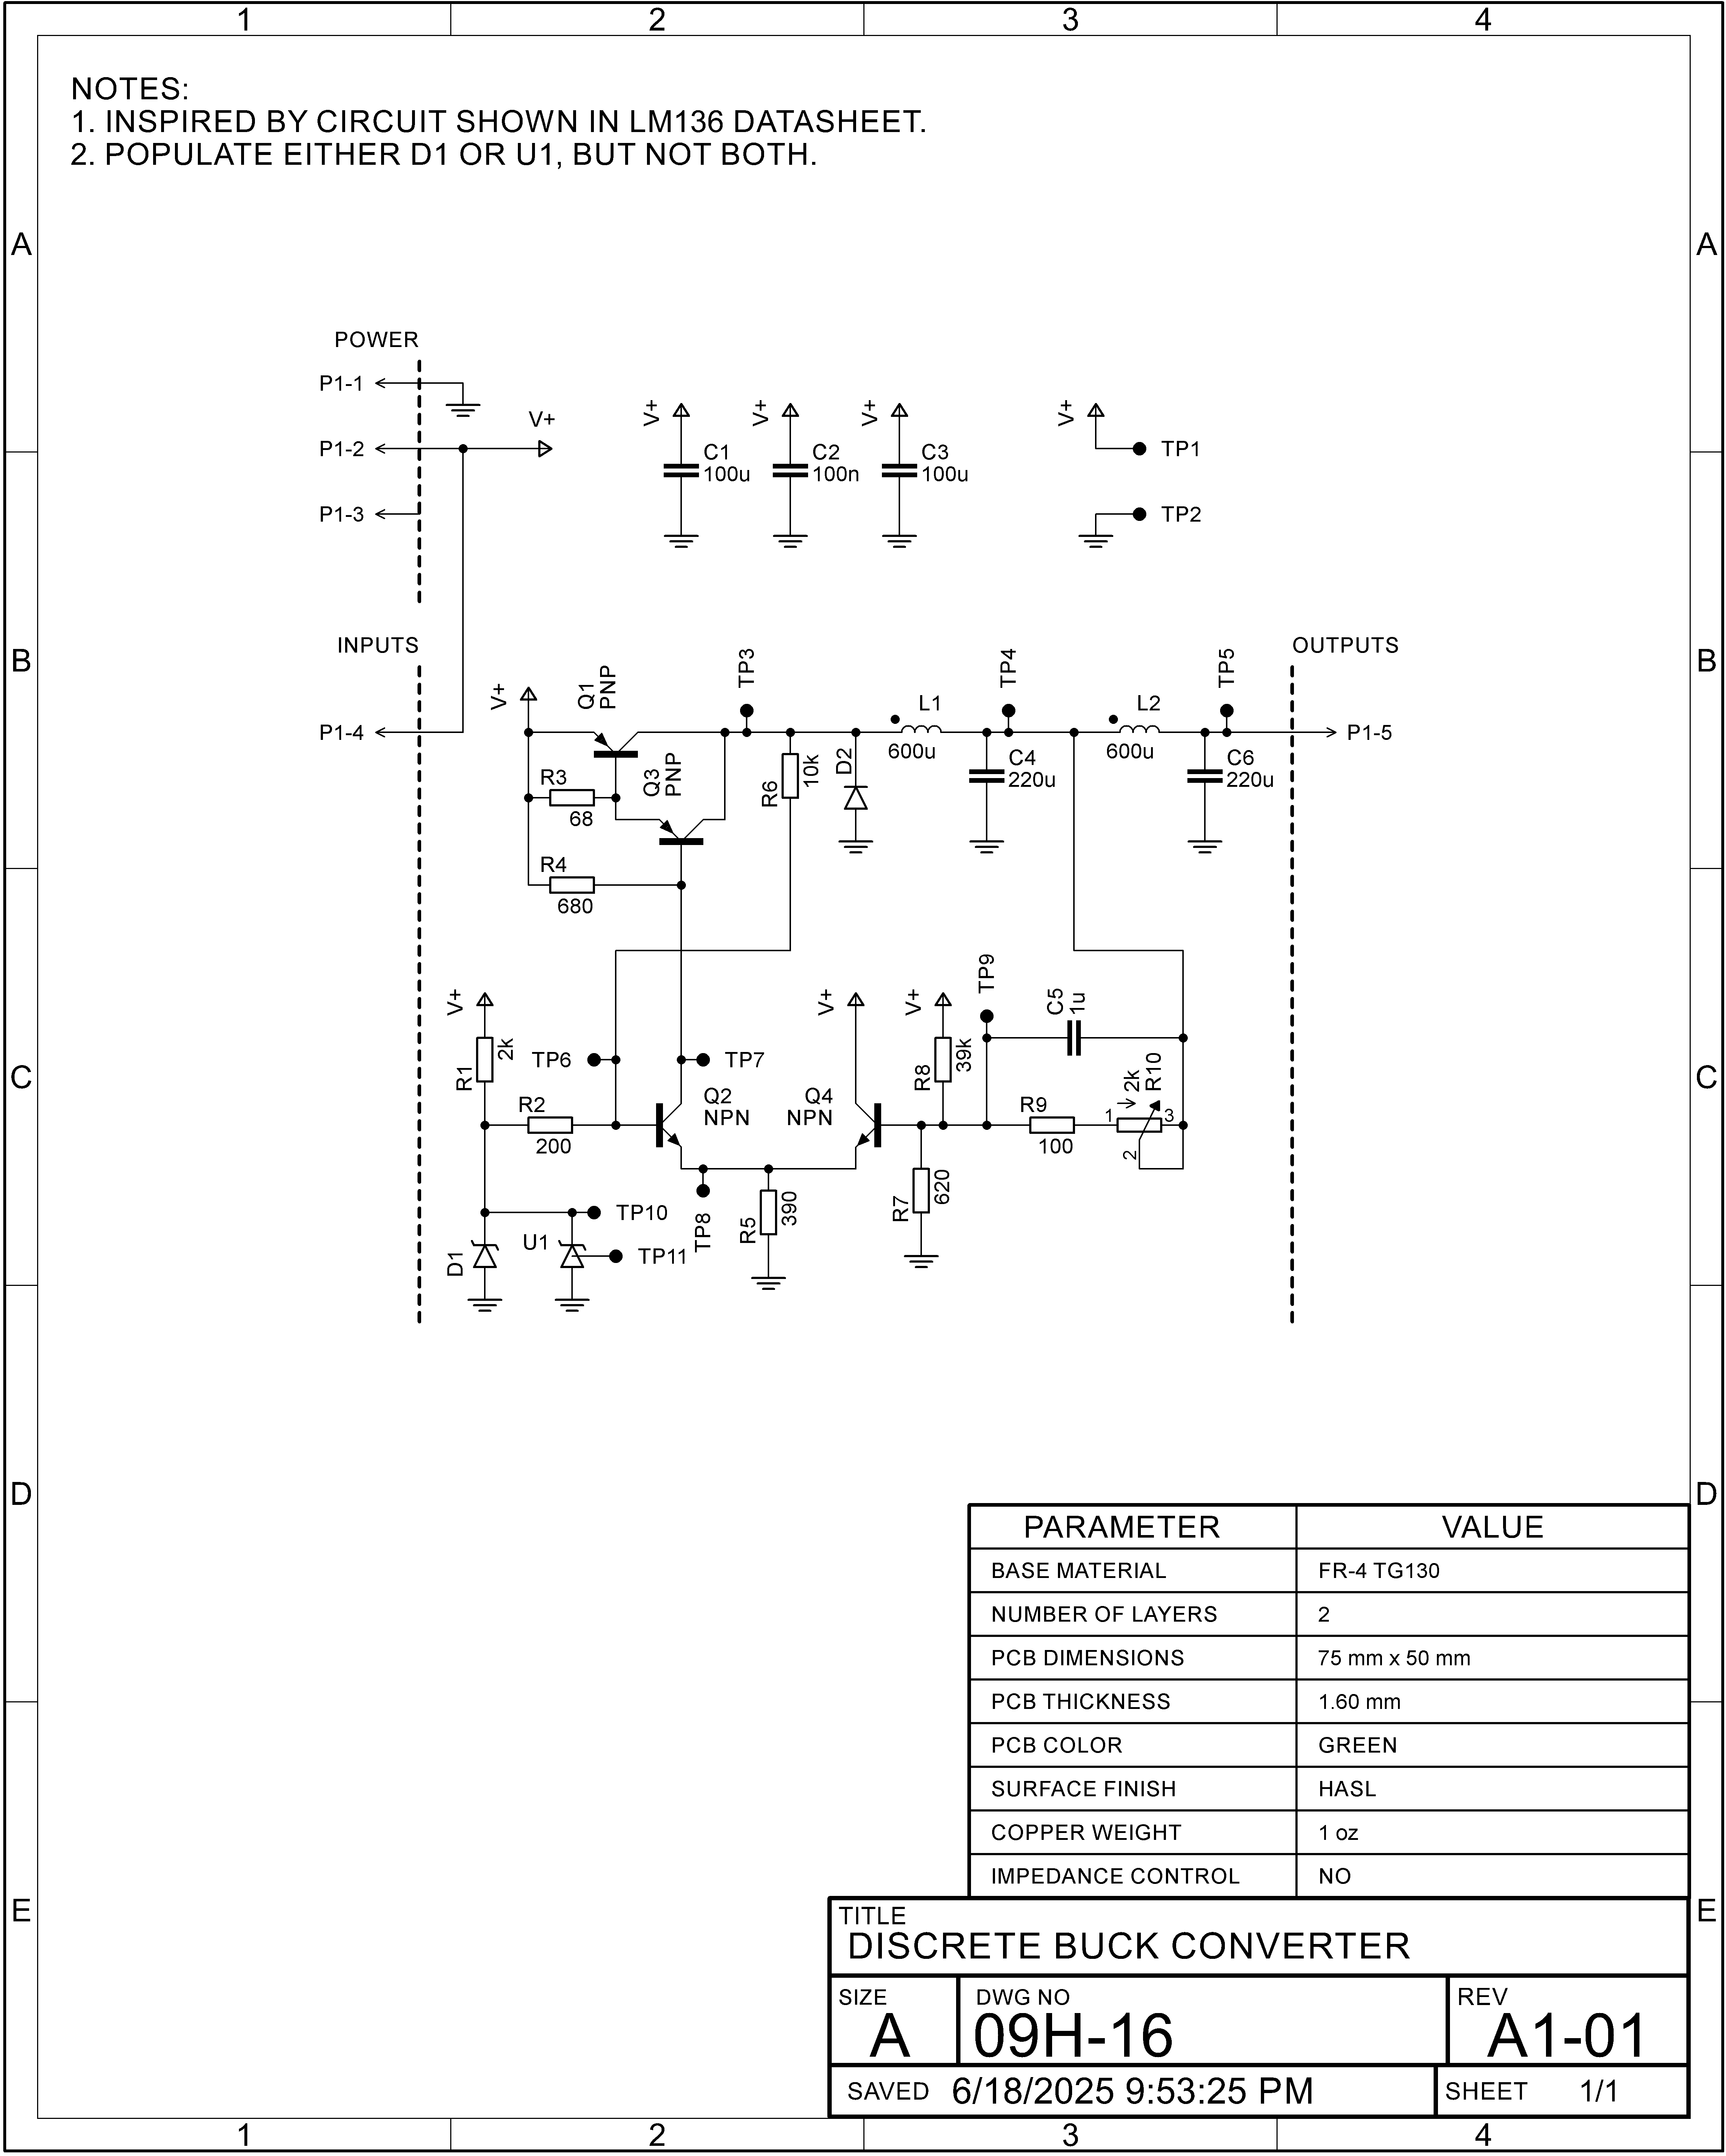 1 2 3 4
NOTES:
1. INSPIRED BY CIRCUIT SHOWN IN LM136 DATASHEET.
2. POPULATE EITHER D1 OR U1, BUT NOT BOTH.
A A
POWER
P1-1
V+
P1-2
P1-3
V+ V+ V+ V+
C1 C2 C3 TP1
100u 100n 100u
TP2
B B
INPUTS OUTPUTS
P1-4
V+
Q1
PNP
TP3
L1
600u
TP4
L2
600u
TP5
P1-5
R3
68
Q3
PNP
R6
10k
D2
C4
220u
C6
220u
R4
680
C C
V+
R1
2k
TP6
TP7
V+
V+
TP9
C5
1u
R8
39k
2k
R10
R2
200
Q2
NPN
Q4
NPN
R9
100
1 3
2
R7
620
TP10
U1
D1
TP11
TP8
R5
390
D D
PARAMETER VALUE
BASE MATERIAL FR-4 TG130
NUMBER OF LAYERS 2
PCB DIMENSIONS 75 mm x 50 mm
PCB THICKNESS 1.60 mm
PCB COLOR GREEN
SURFACE FINISH HASL
COPPER WEIGHT 1 oz
IMPEDANCE CONTROL NO
E E
TITLE
DISCRETE BUCK CONVERTER
SIZE DWG NO REV
A 09H-16 A1-01
SAVED 6/18/2025 9:53:25 PM SHEET 1/1
1 2 3 4